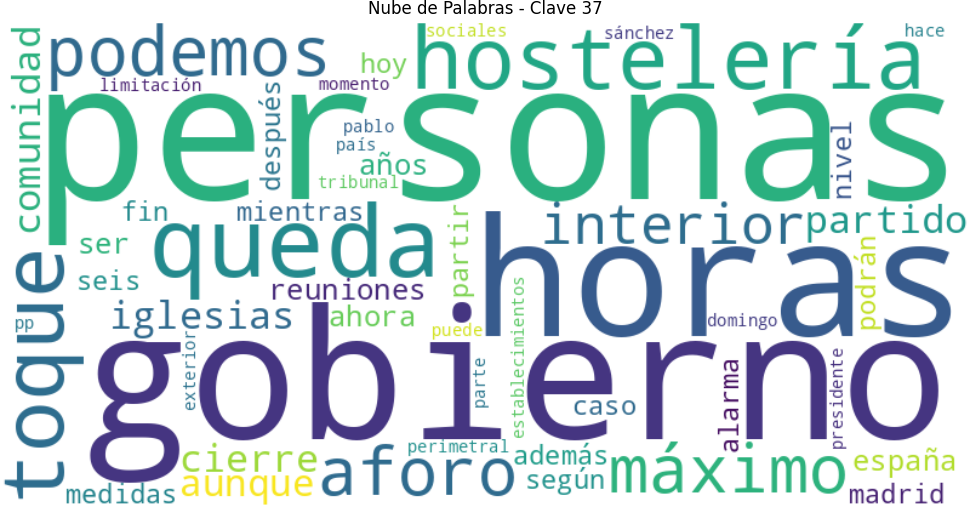 Nube de Palabras - Clave 37
comunidad
podemos
limitación
hoy
después
sociales
momento
hostelería
sánchez
hace
personas
pablo
país
años
tribunal
nivel
fin
mientras
queda
ser
seis
reuniones
partir
interior
partido
horas
podrán
toque
pp
iglesias
ahora
puede
establecimientos
domingo
gobierno
exterior
parte
caso
alarma
presidente
cierre
aunque
medidas
aforo
perimetral
además
según
máximo
españa
madrid